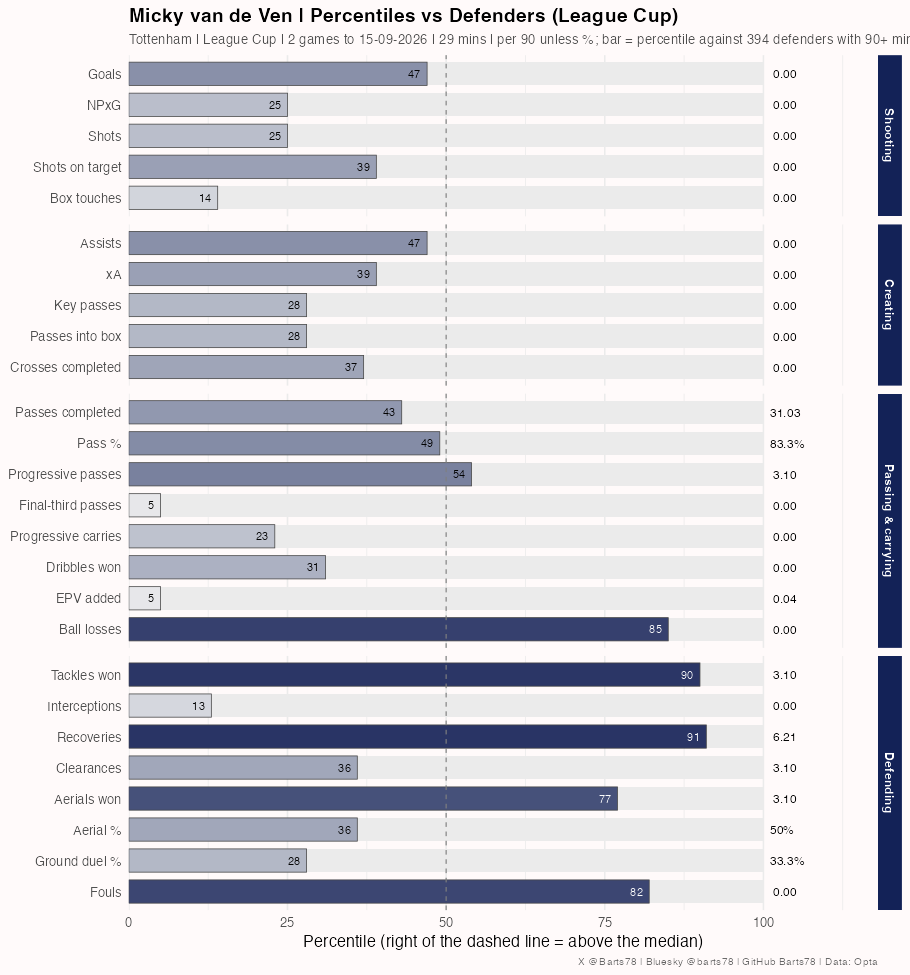 Micky van de Ven | Percentiles vs Defenders (League Cup)
Tottenham | League Cup | 2 games to 15-09-2026 | 29 mins | per 90 unless %; bar = percentile against 394 defenders with 90+
Goals 47 0.00
NPxG 25 0.00
Shots 25 0.00
Shots on target 39 0.00
Box touches 14 0.00
Shooting
Assists 47 0.00
xA 39 0.00
Key passes 28 0.00
Passes into box 28 0.00
Crosses completed 37 0.00
Creating
Passes completed 43 31.03
Pass % 49 83.3%
Progressive passes 54 3.10
Final-third passes 5 0.00
Progressive carries 23 0.00
Dribbles won 31 0.00
EPV added 5 0.04
Ball losses 85 0.00
Passing & carrying
Tackles won 90 3.10
Interceptions 13 0.00
Recoveries 91 6.21
Clearances 36 3.10
Aerials won 77 3.10
Aerial % 36 50%
Ground duel % 28 33.3%
Fouls 82 0.00
Defending
0 25 50 75 100
Percentile (right of the dashed line = above the median)
X @Barts78 | Bluesky @barts78 | GitHub Barts78 | Data: Opta